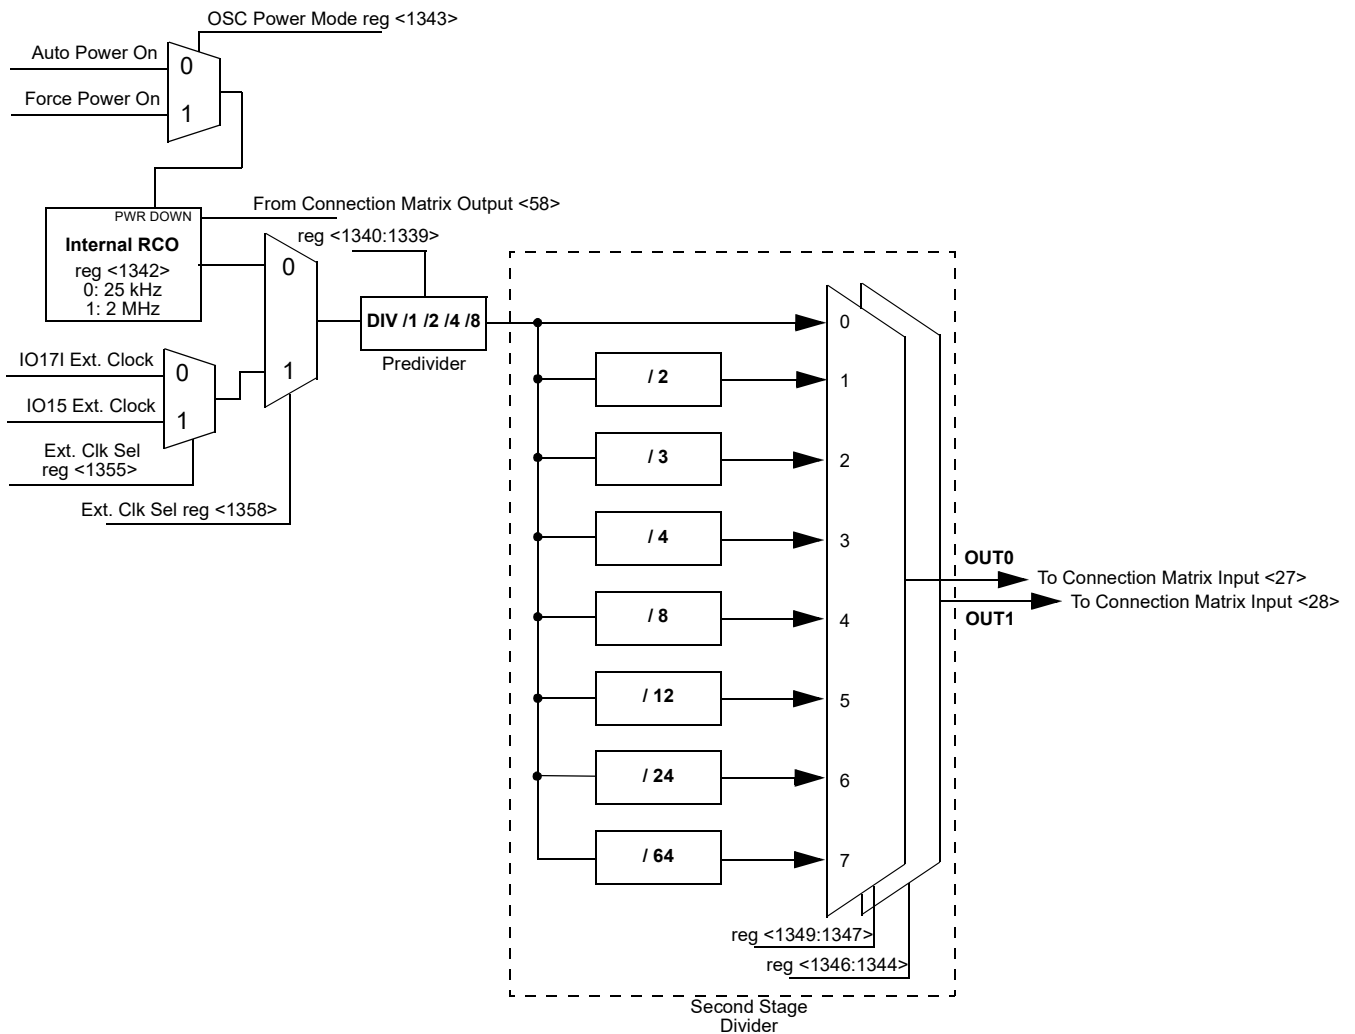 OSC Power Mode reg <1343>
Auto Power On
0
Force Power On
1
PWR DOWN
From Connection Matrix Output <58>
Internal RCO
reg <1342>
0: 25 kHz
1: 2 MHz
reg <1340:1339>
0
DIV /1 /2 /4 /8
Predivider
IO17I Ext. Clock
0
1
IO15 Ext. Clock
1
Ext. Clk Sel
reg <1355>
Ext. Clk Sel reg <1358>
0
/ 2
1
/ 3
2
/ 4
3
OUT0
To Connection Matrix Input <27>
To Connection Matrix Input <28>
OUT1
/ 8
4
/ 12
5
/ 24
6
/ 64
7
reg <1349:1347>
reg <1346:1344>
Second Stage
Divider